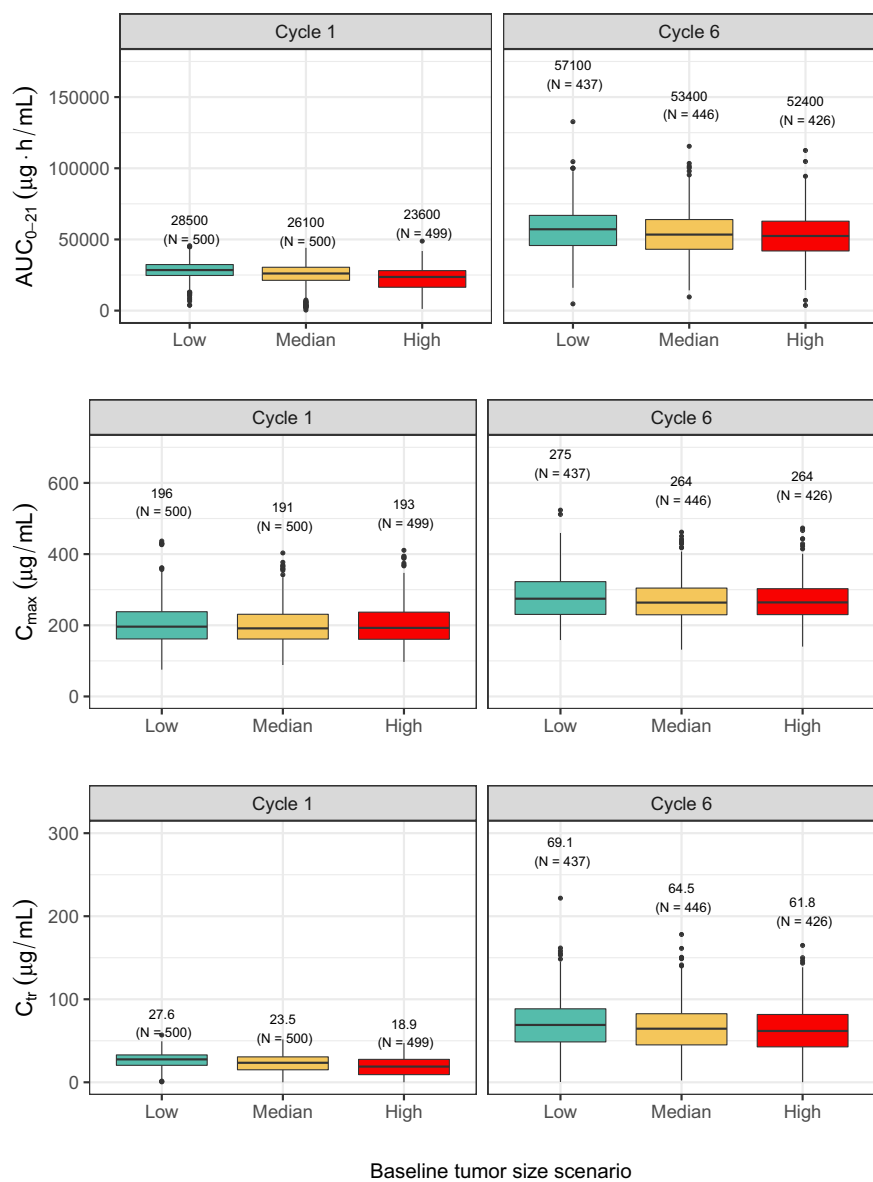 Cycle 1
Cycle 6
AUC0–21 (μg · h/mL)
150000
100000
50000
0
28500
(N = 500)
26100
(N = 500)
23600
(N = 499)
57100
(N = 437)
53400
(N = 446)
52400
(N = 426)
Low
Median
High
Low
Median
High
Cycle 1
Cycle 6
Cmax (μg/mL)
600
400
200
0
196
(N = 500)
191
(N = 500)
193
(N = 499)
275
(N = 437)
264
(N = 446)
264
(N = 426)
Low
Median
High
Low
Median
High
Cycle 1
Cycle 6
Ctr (μg/mL)
300
200
100
0
27.6
(N = 500)
23.5
(N = 500)
18.9
(N = 499)
69.1
(N = 437)
64.5
(N = 446)
61.8
(N = 426)
Low
Median
High
Low
Median
High
Baseline tumor size scenario